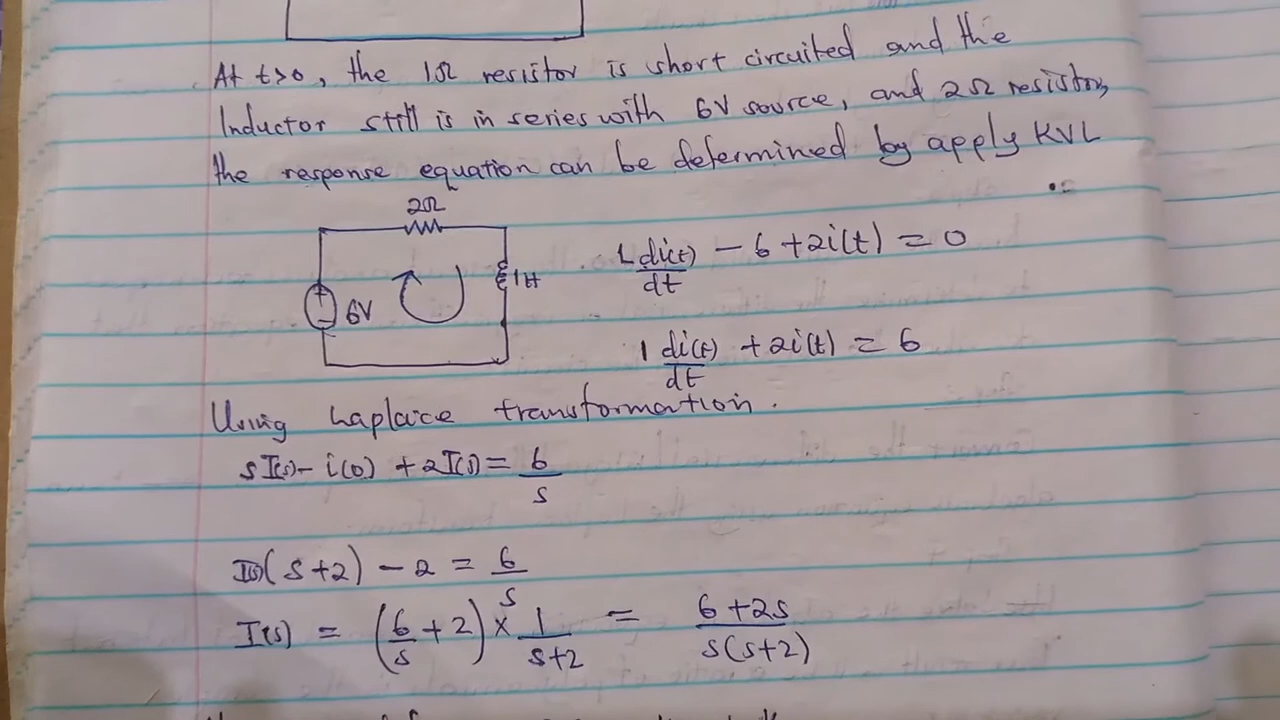 At t>0, the 1Ω resistor is short circuited and the
Inductor still is in series with 6V source, and 2Ω resistor,
the response equation can be determined by apply KVL
2Ω
1 di(t)/dt - 6 + 2i(t) = 0
1H
6V
1 di(t)/dt + 2i(t) = 6
Using Laplace transformation.
sI(s) - i(0) + 2I(s) = 6/s
I(s)(s+2) - 2 = 6/s
I(s) = (6/s + 2) × 1/(s+2) = (6+2s)/(s(s+2))